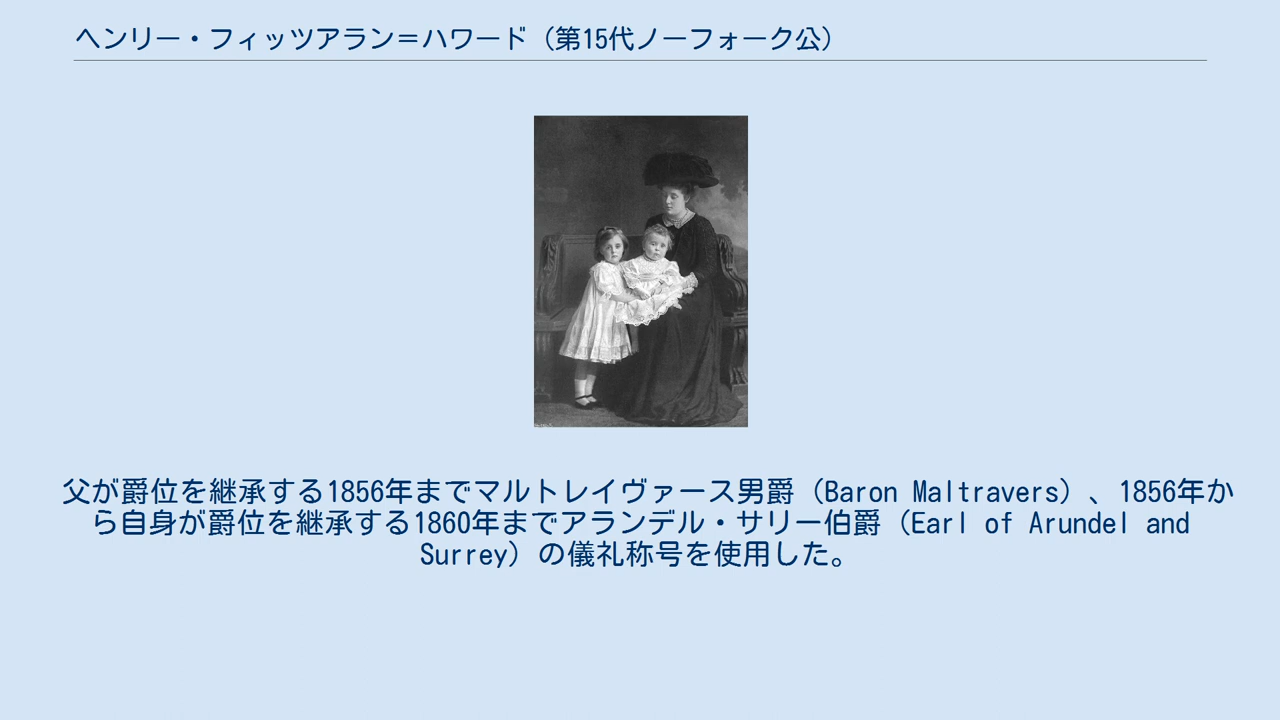 ヘンリー・フィッツアラン＝ハワード（第15代ノーフォーク公）
父が爵位を継承する1856年までマルトレイヴァース男爵（Baron Maltravers）、1856年か
ら自身が爵位を継承する1860年までアランデル・サリー伯爵（Earl of Arundel and
Surrey）の儀礼称号を使用した。